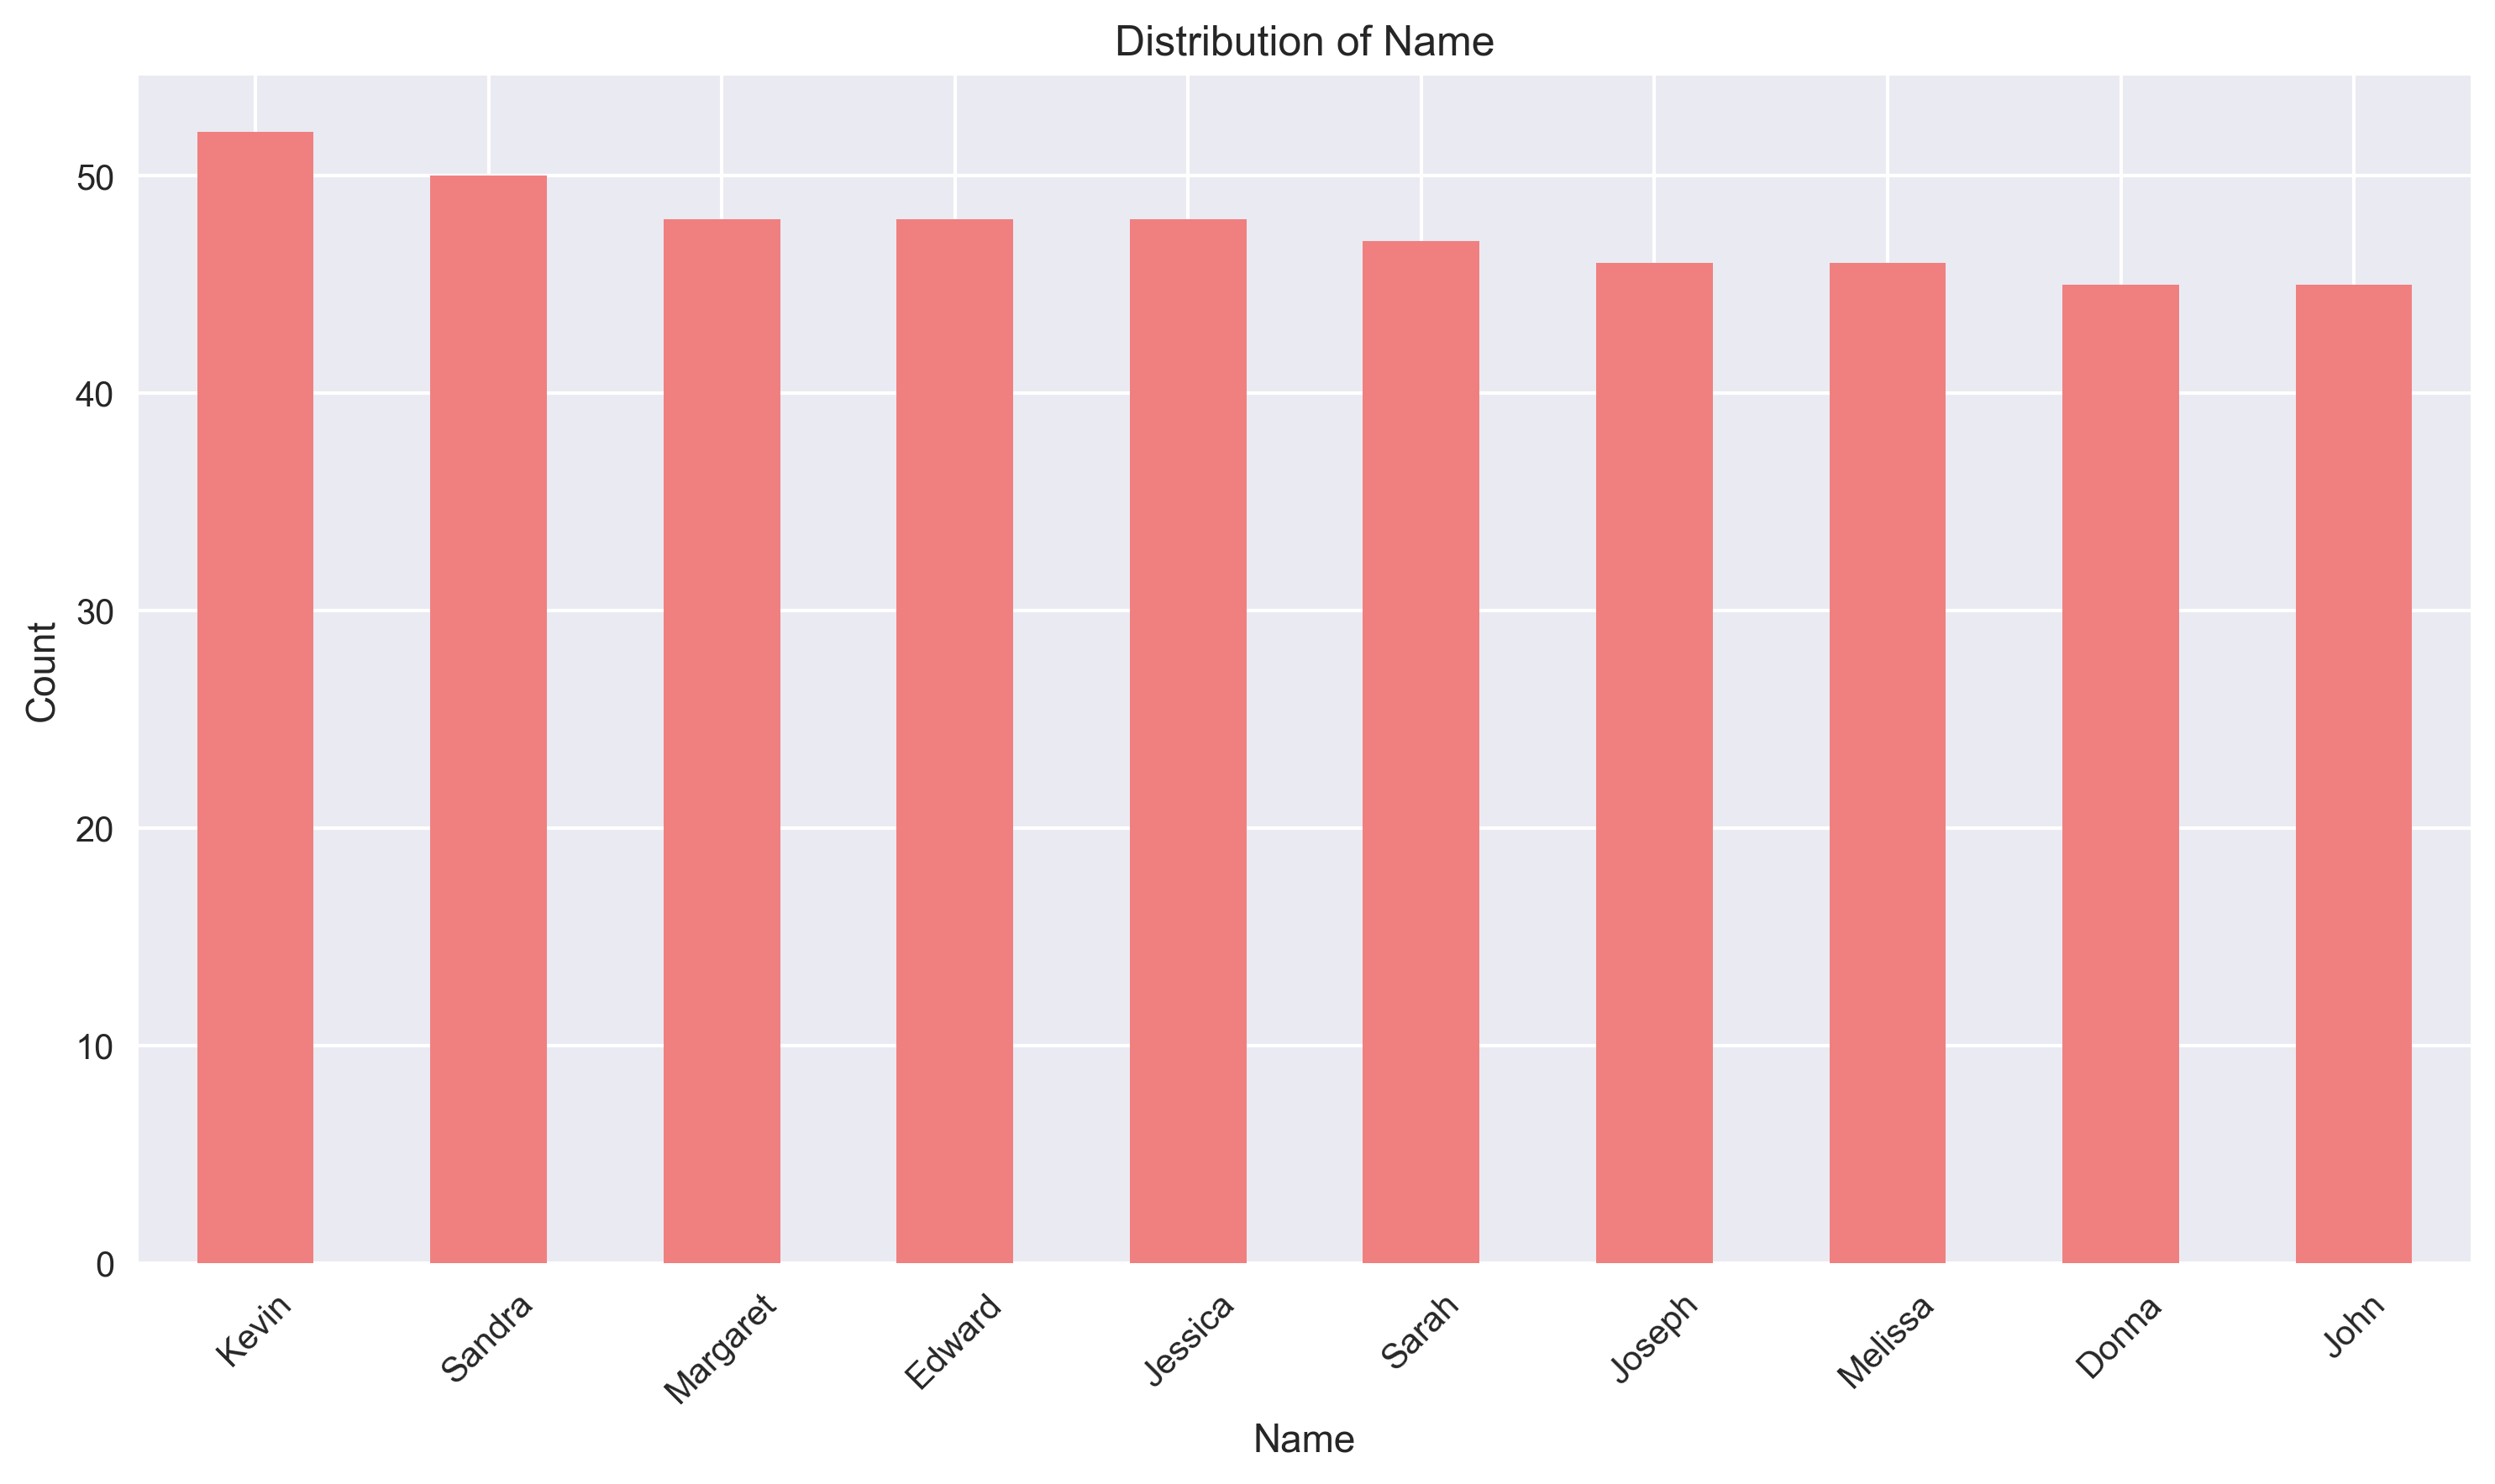 Distribution of Name
50
40
30
20
10
0
Count
Kevin
Sandra
Margaret
Edward
Jessica
Sarah
Joseph
Melissa
Donna
John
Name